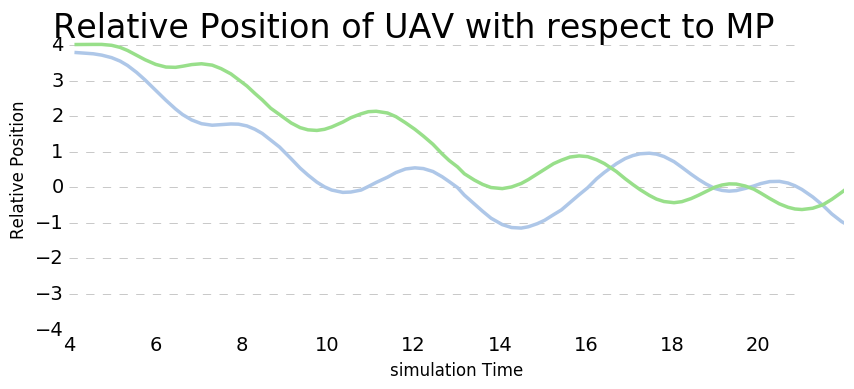 Relative Position of UAV with respect to MP
4
3
2
1
0
−1
−2
−3
−4
Relative Position
4 6 8 10 12 14 16 18 20
simulation Time